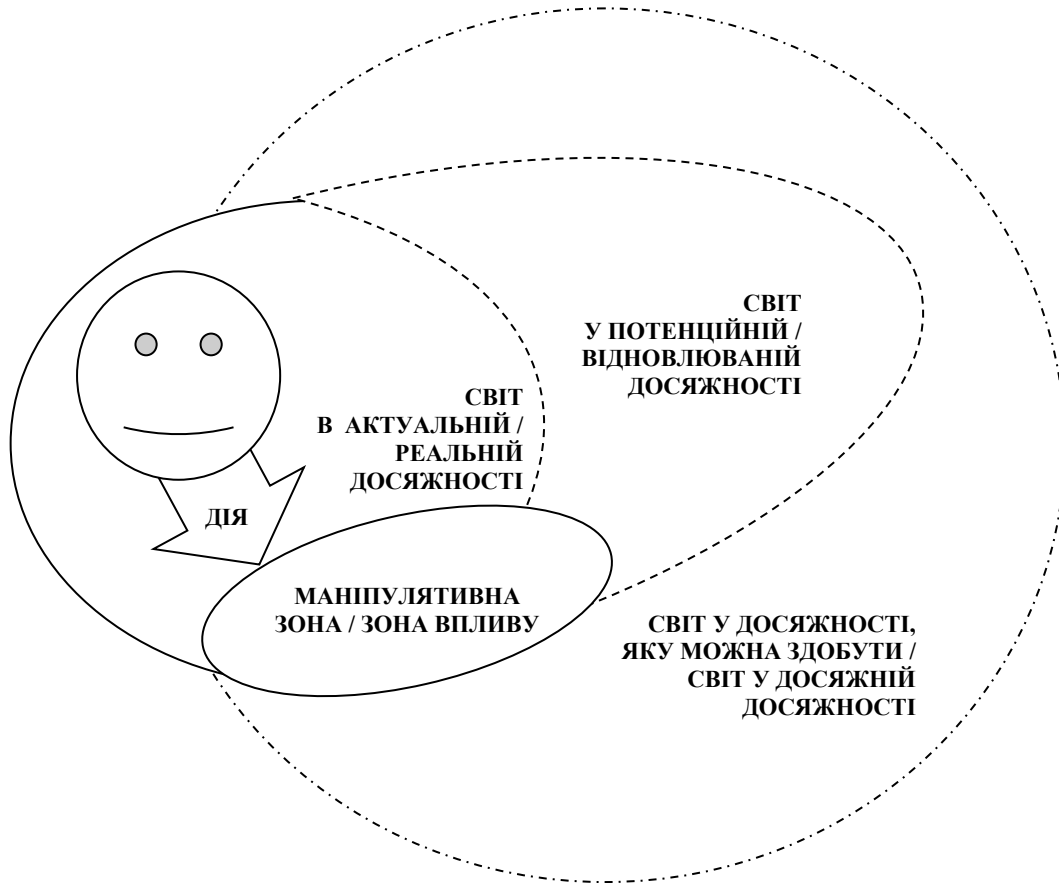 СВІТ
У ПОТЕНЦІЙНІЙ /
ВІДНОВЛЮВАНІЙ
ДОСЯЖНОСТІ
СВІТ
В АКТУАЛЬНІЙ /
РЕАЛЬНІЙ
ДОСЯЖНОСТІ
ДІЯ
МАНІПУЛЯТИВНА
ЗОНА / ЗОНА ВПЛИВУ
СВІТ У ДОСЯЖНОСТІ,
ЯКУ МОЖНА ЗДОБУТИ /
СВІТ У ДОСЯЖНІЙ
ДОСЯЖНОСТІ